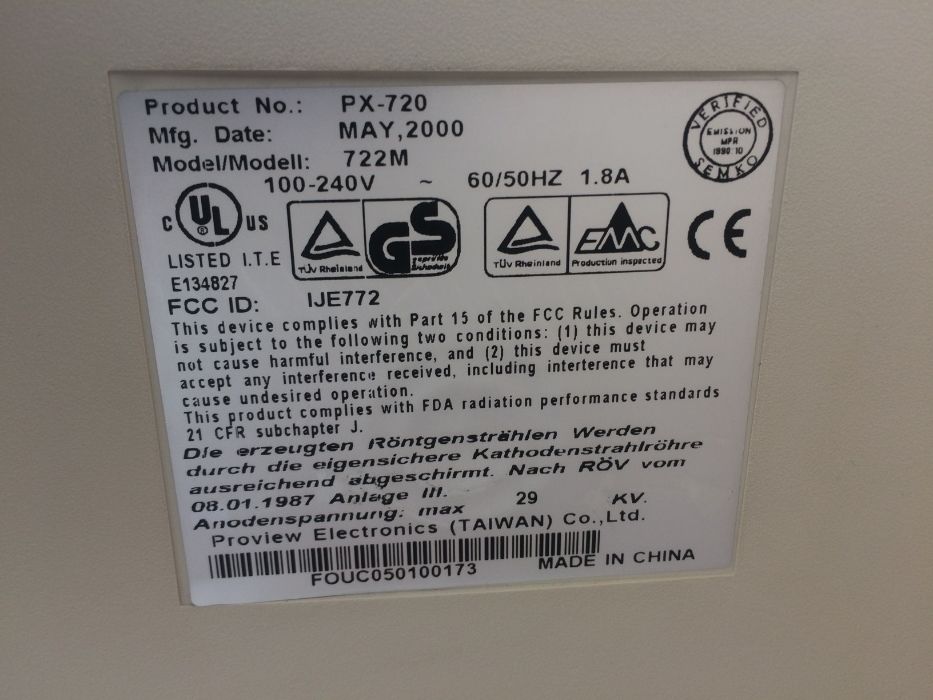 Product No.: PX-720
Mfg. Date: MAY,2000
Model/Modell: 722M
100-240V ~ 60/50HZ 1.8A
VERIFIED
EMISSION
MPR
1990:10
SEMKO
C UL ® US
LISTED I.T.E
E134827
TÜV Rheinland
GS
geprüfte
Sicherheit
TÜV Rheinland
EMC
Production inspected
CE
FCC ID: IJE772
This device complies with Part 15 of the FCC Rules. Operation
is subject to the following two conditions: (1) this device may
not cause harmful interference, and (2) this device must
accept any interference received, including interference that may
cause undesired operation.
This product complies with FDA radiation performance standards
21 CFR subchapter J.
Die erzeugten Röntgenstrählen Werden
durch die eigensichere Kathodenstrahlröhre
ausreichend abgeschirmt. Nach RÖV vom
08.01.1987 Anlage III.
Anodenspannung: max 29 KV.
Proview Electronics (TAIWAN) Co.,Ltd.
FOUC050100173
MADE IN CHINA